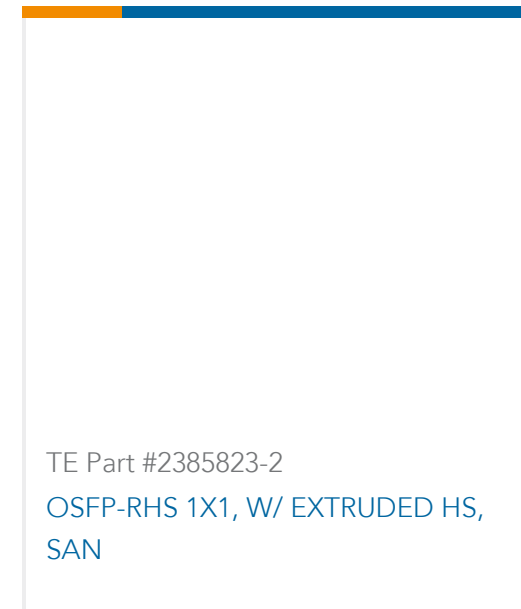 TE Part #2385823-2
OSFP-RHS 1X1, W/ EXTRUDED HS,
SAN